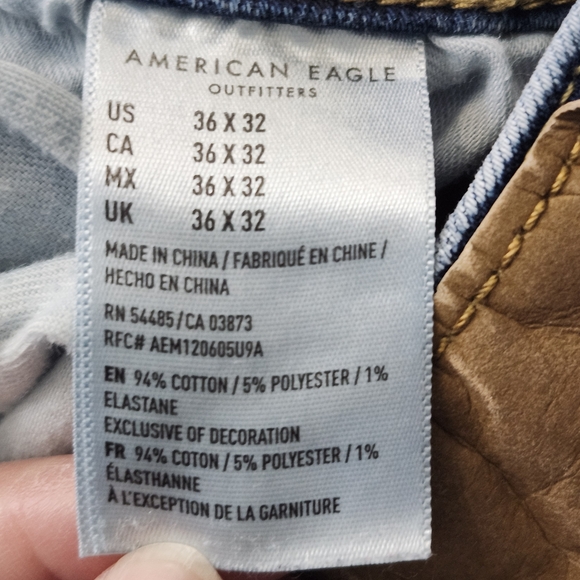 AMERICAN EAGLE
OUTFITTERS
US 36 X 32
CA 36 X 32
MX 36 X 32
UK 36 X 32
MADE IN CHINA / FABRIQUÉ EN CHINE /
HECHO EN CHINA
RN 54485 / CA 03873
RFC# AEM120605U9A
EN 94% COTTON / 5% POLYESTER / 1%
ELASTANE
EXCLUSIVE OF DECORATION
FR 94% COTON / 5% POLYESTER / 1%
ÉLASTHANNE
À L'EXCEPTION DE LA GARNITURE